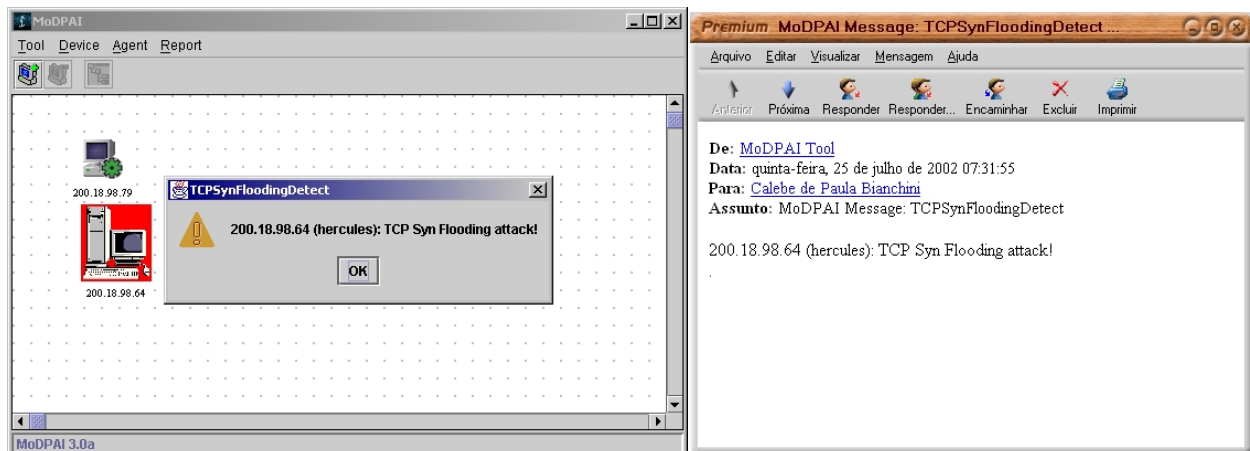 MoDPAI
Tool Device Agent Report
200.18.98.79
200.18.98.64
TCPSynFloodingDetect
200.18.98.64 (hercules): TCP Syn Flooding attack!
OK
MoDPAI 3.0a
Premium MoDPAI Message: TCPSynFloodingDetect ...
Arquivo Editar Visualizar Mensagem Ajuda
Anterior Próxima Responder Responder... Encaminhar Excluir Imprimir
De: MoDPAI Tool
Data: quinta-feira, 25 de julho de 2002 07:31:55
Para: Calebe de Paula Bianchini
Assunto: MoDPAI Message: TCPSynFloodingDetect
200.18.98.64 (hercules): TCP Syn Flooding attack!
.